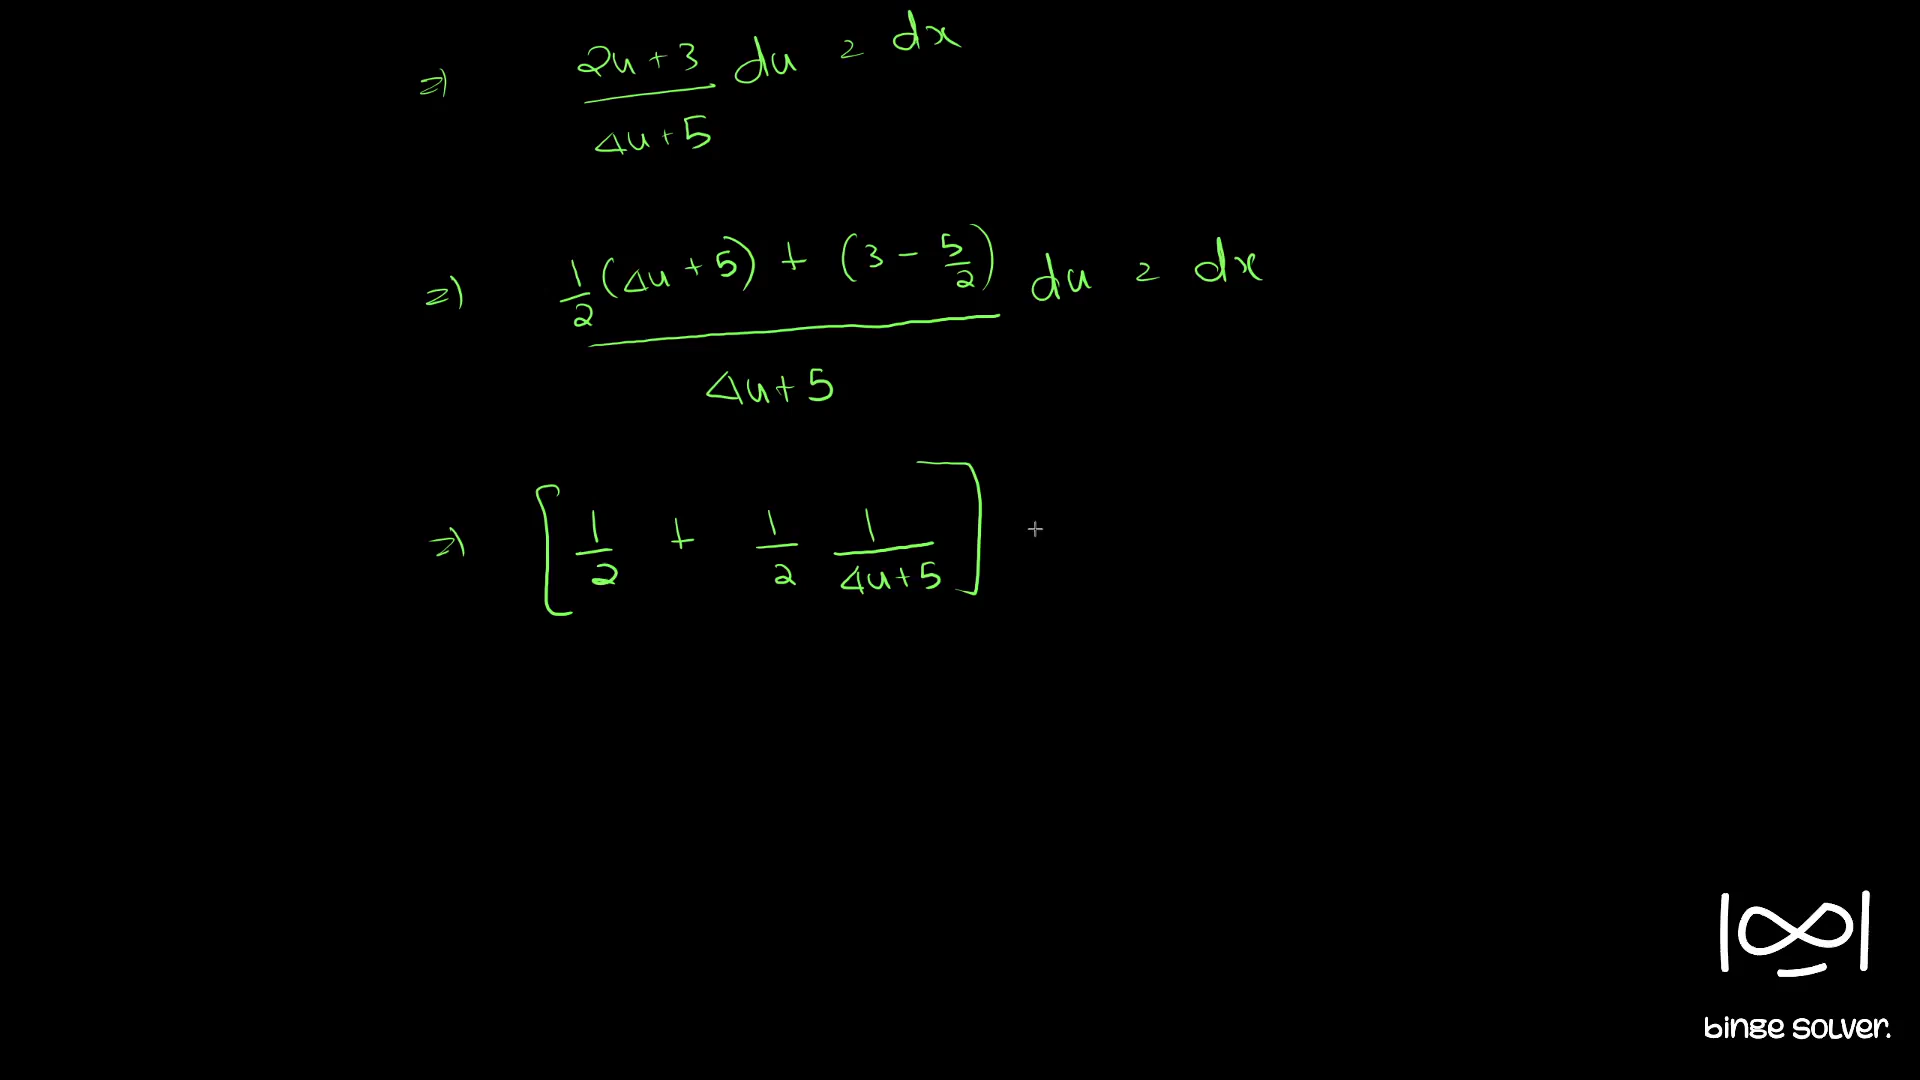 ⇒ (2u + 3)/(4u + 5) du = dx
⇒ (1/2 (4u + 5) + (3 - 5/2))/(4u + 5) du = dx
⇒ [1/2 + 1/2 1/(4u + 5)]
binge solver.